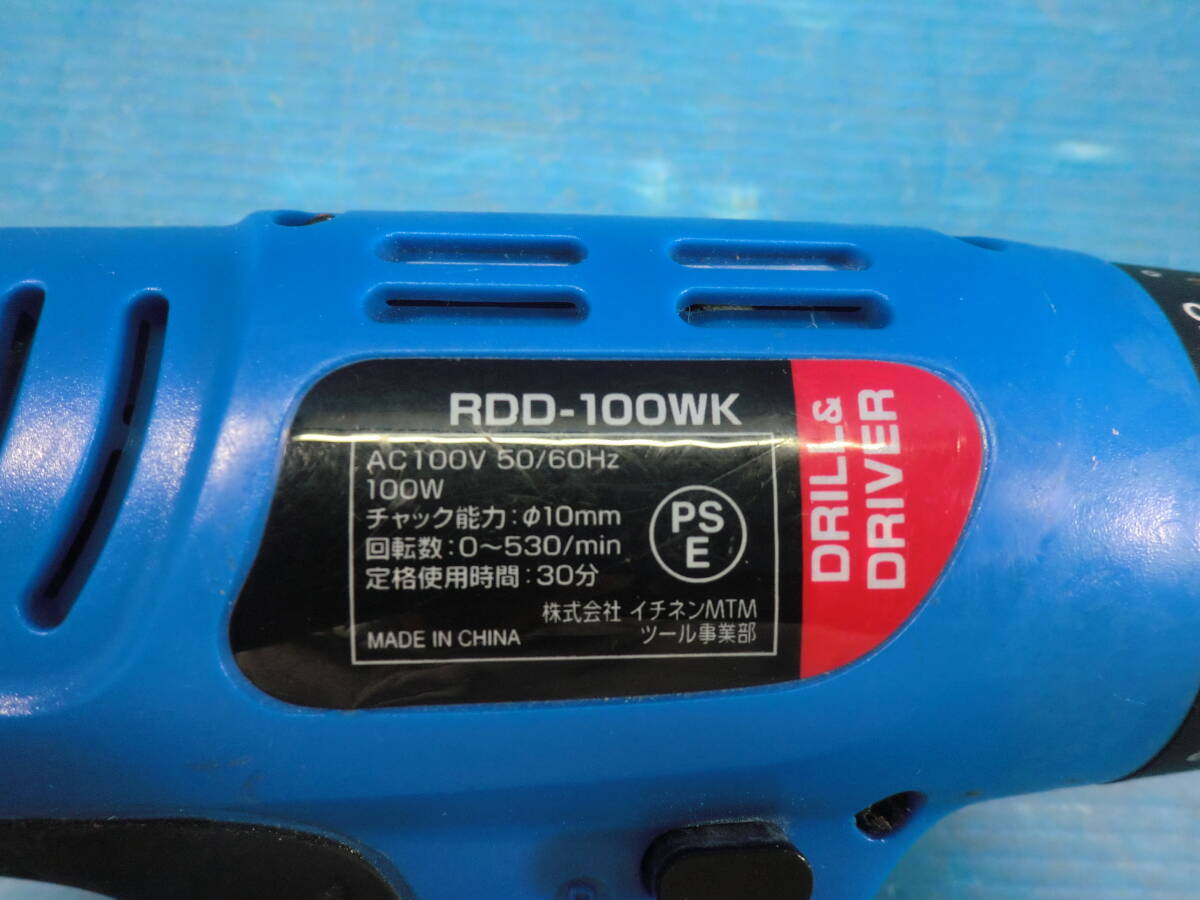 RDD-100WK
AC100V 50/60Hz
100W
チャック能力:φ10mm
回転数:0～530/min
定格使用時間:30分
PS
E
株式会社 イチネンMTM
ツール事業部
MADE IN CHINA
DRILL&
DRIVER